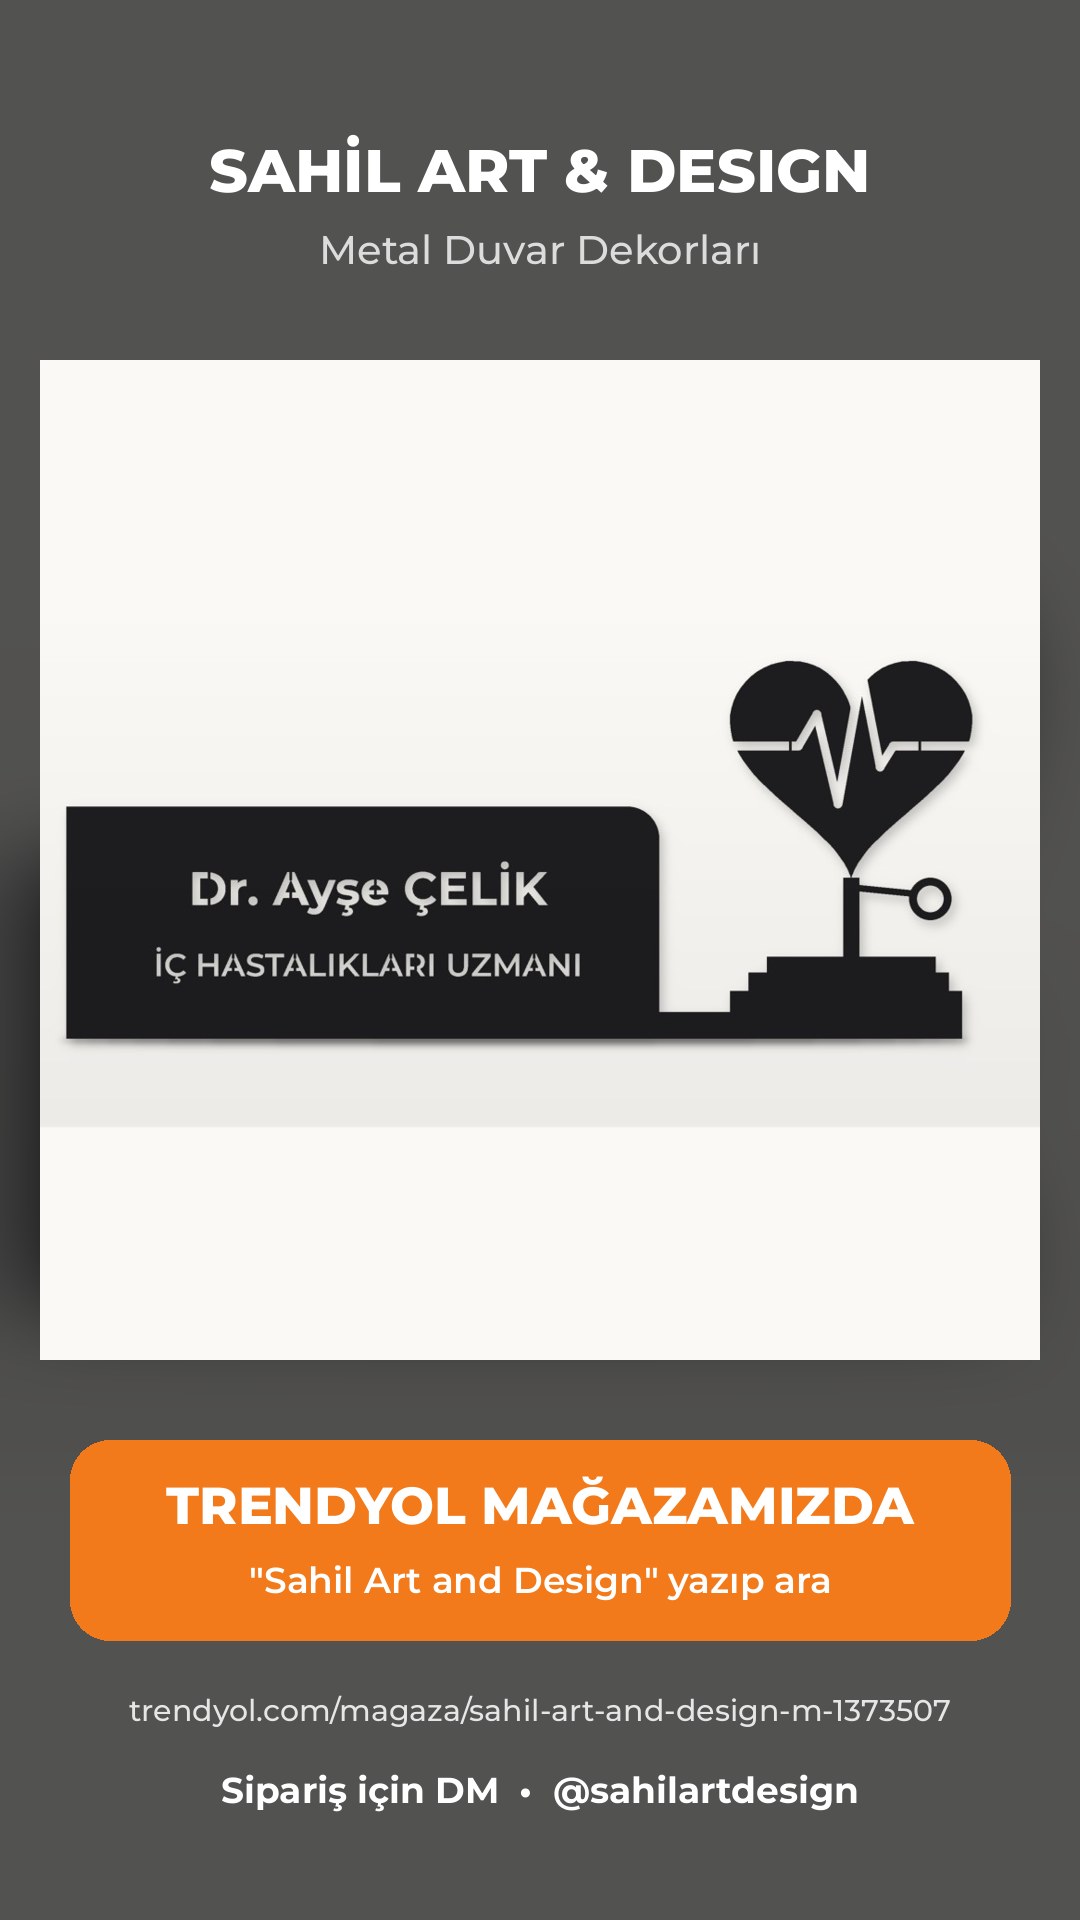 SAHİL ART & DESIGN
Metal Duvar Dekorları
Dr. Ayşe ÇELİK
İÇ HASTALIKLARI UZMANI
TRENDYOL MAĞAZAMIZDA
"Sahil Art and Design" yazıp ara
trendyol.com/magaza/sahil-art-and-design-m-1373507
Sipariş için DM • @sahilartdesign